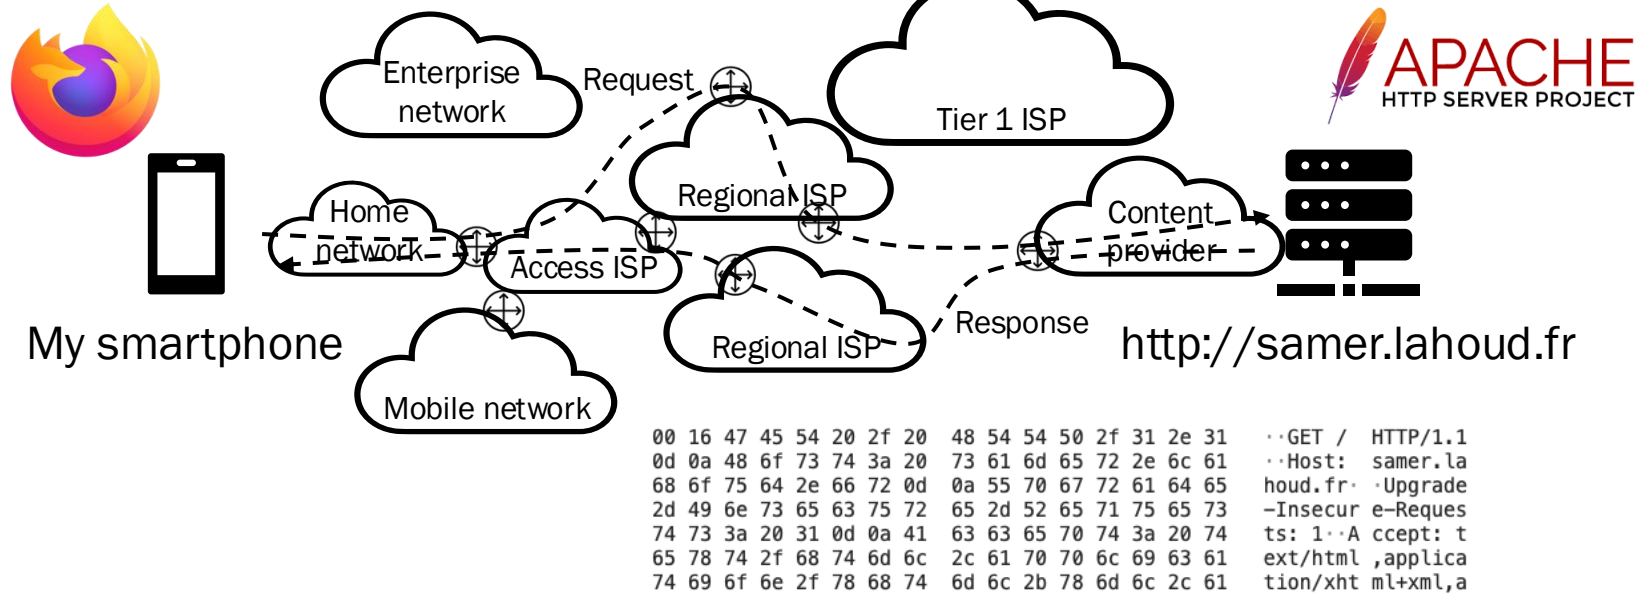 Enterprise
network
Request
Tier 1 ISP
APACHE
HTTP SERVER PROJECT
Regional ISP
Home
network
Access ISP
Content
provider
Regional ISP
Response
My smartphone
http://samer.lahoud.fr
Mobile network
00 16 47 45 54 20 2f 20 48 54 54 50 2f 31 2e 31 ··GET / HTTP/1.1
0d 0a 48 6f 73 74 3a 20 73 61 6d 65 72 2e 6c 61 ··Host: samer.la
68 6f 75 64 2e 66 72 0d 0a 55 70 67 72 61 64 65 houd.fr· ·Upgrade
2d 49 6e 73 65 63 75 72 65 2d 52 65 71 75 65 73 -Insecur e-Reques
74 73 3a 20 31 0d 0a 41 63 63 65 70 74 3a 20 74 ts: 1··A ccept: t
65 78 74 2f 68 74 6d 6c 2c 61 70 70 6c 69 63 61 ext/html ,applica
74 69 6f 6e 2f 78 68 74 6d 6c 2b 78 6d 6c 2c 61 tion/xht ml+xml,a